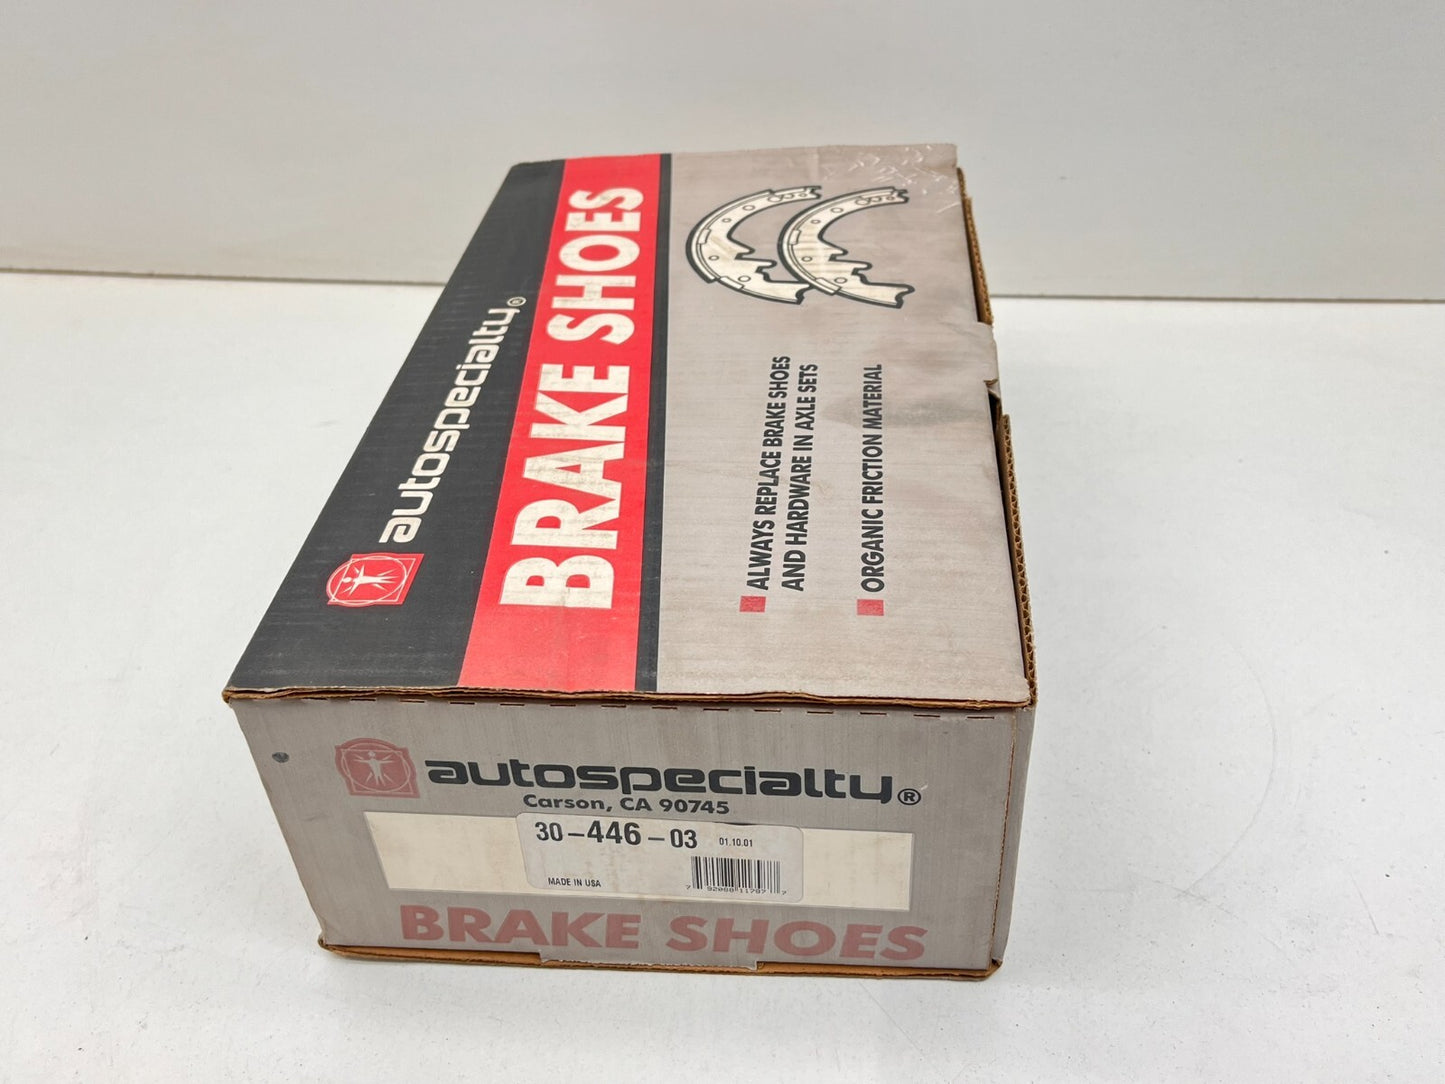 autospecialty®
BRAKE SHOES
ALWAYS REPLACE BRAKE SHOES
AND HARDWARE IN AXLE SETS
ORGANIC FRICTION MATERIAL
autospecialty®
Carson, CA 90745
30-446-03 01.10.01
MADE IN USA
BRAKE SHOES